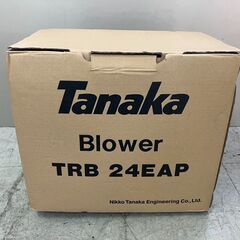 Tanaka
Blower
TRB 24EAP
Nikko Tanaka Engineering Co., Ltd.